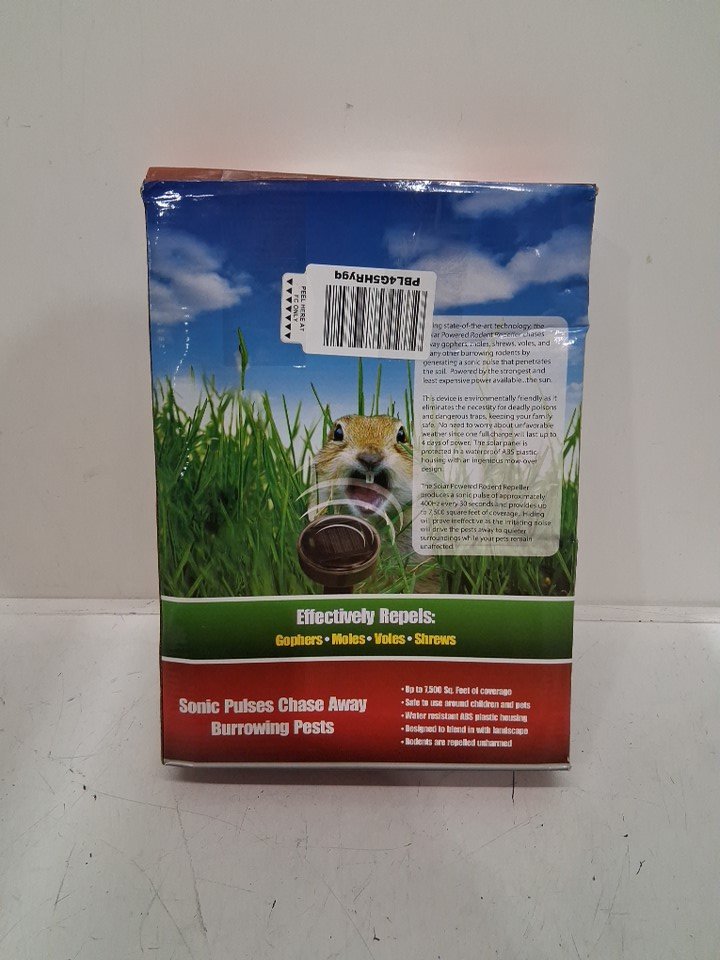 PBL4G5HRygq
PEEL HERE AT
FC ONLY
ing state-of-the-art technology, the
lar Powered Rodent Repeller chases
way gophers, moles, shrews, voles, and
any other burrowing rodents by
generating a sonic pulse that penetrates
the soil. Powered by the strongest and
least expensive power available...the sun.
This device is environmentally friendly as it
eliminates the necessity for deadly poisons
and dangerous traps, keeping your family
safe. No need to worry about unfavorable
weather since one full charge will last up to
4 days of power. The solar panel is
protected in a waterproof ABS plastic
housing with an ingenious mow-over
design.
The Solar Powered Rodent Repeller
produces a sonic pulse of approximately
400Hz every 30 seconds and provides up
to 7,500 square feet of coverage. Hiding
will prove ineffective as the irritating noise
will drive the pests away to quieter
surroundings while your pets remain
unaffected.
Effectively Repels:
Gophers • Moles • Voles • Shrews
Sonic Pulses Chase Away
Burrowing Pests
• Up to 7,500 Sq. Feet of coverage
• Safe to use around children and pets
• Water resistant ABS plastic housing
• Designed to blend in with landscape
• Rodents are repelled unharmed